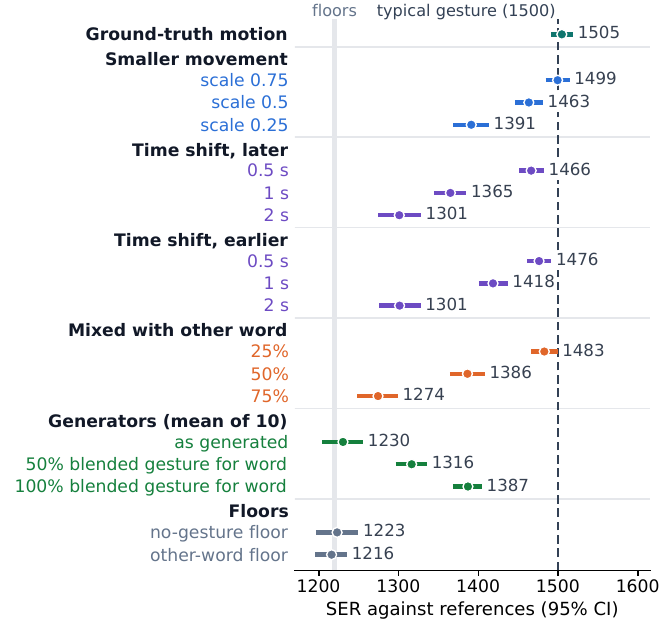 floors typical gesture (1500)
Ground-truth motion 1505
Smaller movement
scale 0.75 1499
scale 0.5 1463
scale 0.25 1391
Time shift, later
0.5 s 1466
1 s 1365
2 s 1301
Time shift, earlier
0.5 s 1476
1 s 1418
2 s 1301
Mixed with other word
25% 1483
50% 1386
75% 1274
Generators (mean of 10)
as generated 1230
50% blended gesture for word 1316
100% blended gesture for word 1387
Floors
no-gesture floor 1223
other-word floor 1216
1200 1300 1400 1500 1600
SER against references (95% CI)